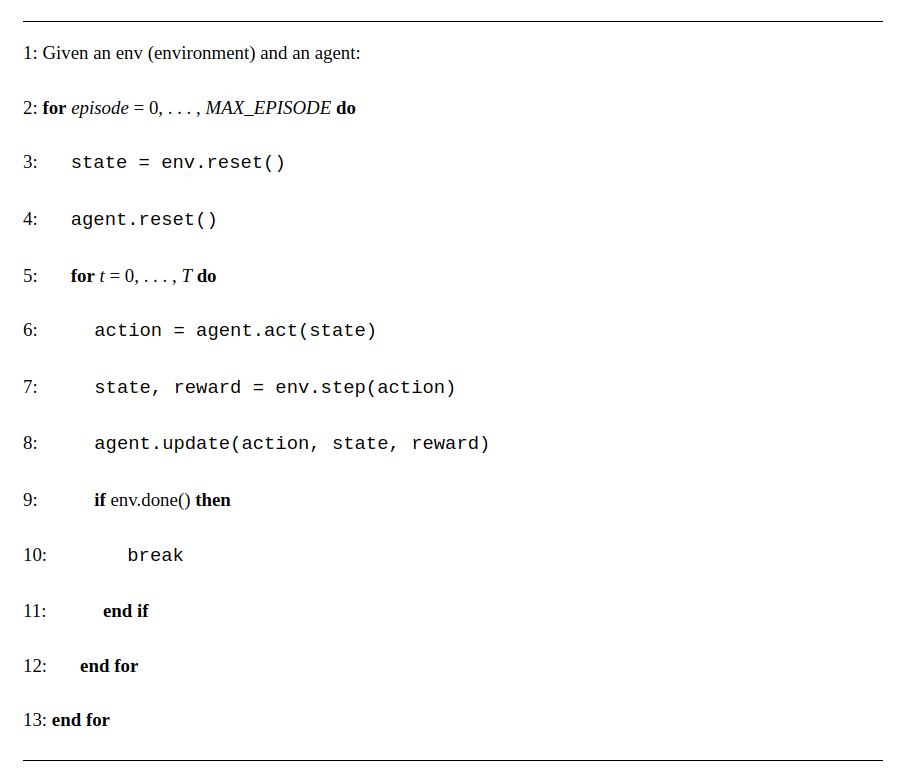 1: Given an env (environment) and an agent:
2: for episode = 0, . . . , MAX_EPISODE do
3: state = env.reset()
4: agent.reset()
5: for t = 0, . . . , T do
6: action = agent.act(state)
7: state, reward = env.step(action)
8: agent.update(action, state, reward)
9: if env.done() then
10: break
11: end if
12: end for
13: end for